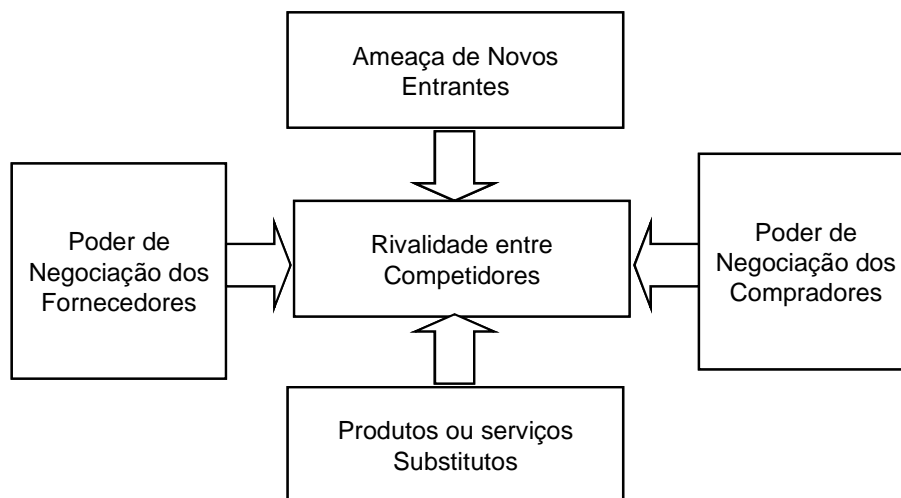 Ameaça de Novos
Entrantes
Poder de
Negociação dos
Fornecedores
Rivalidade entre
Competidores
Poder de
Negociação dos
Compradores
Produtos ou serviços
Substitutos